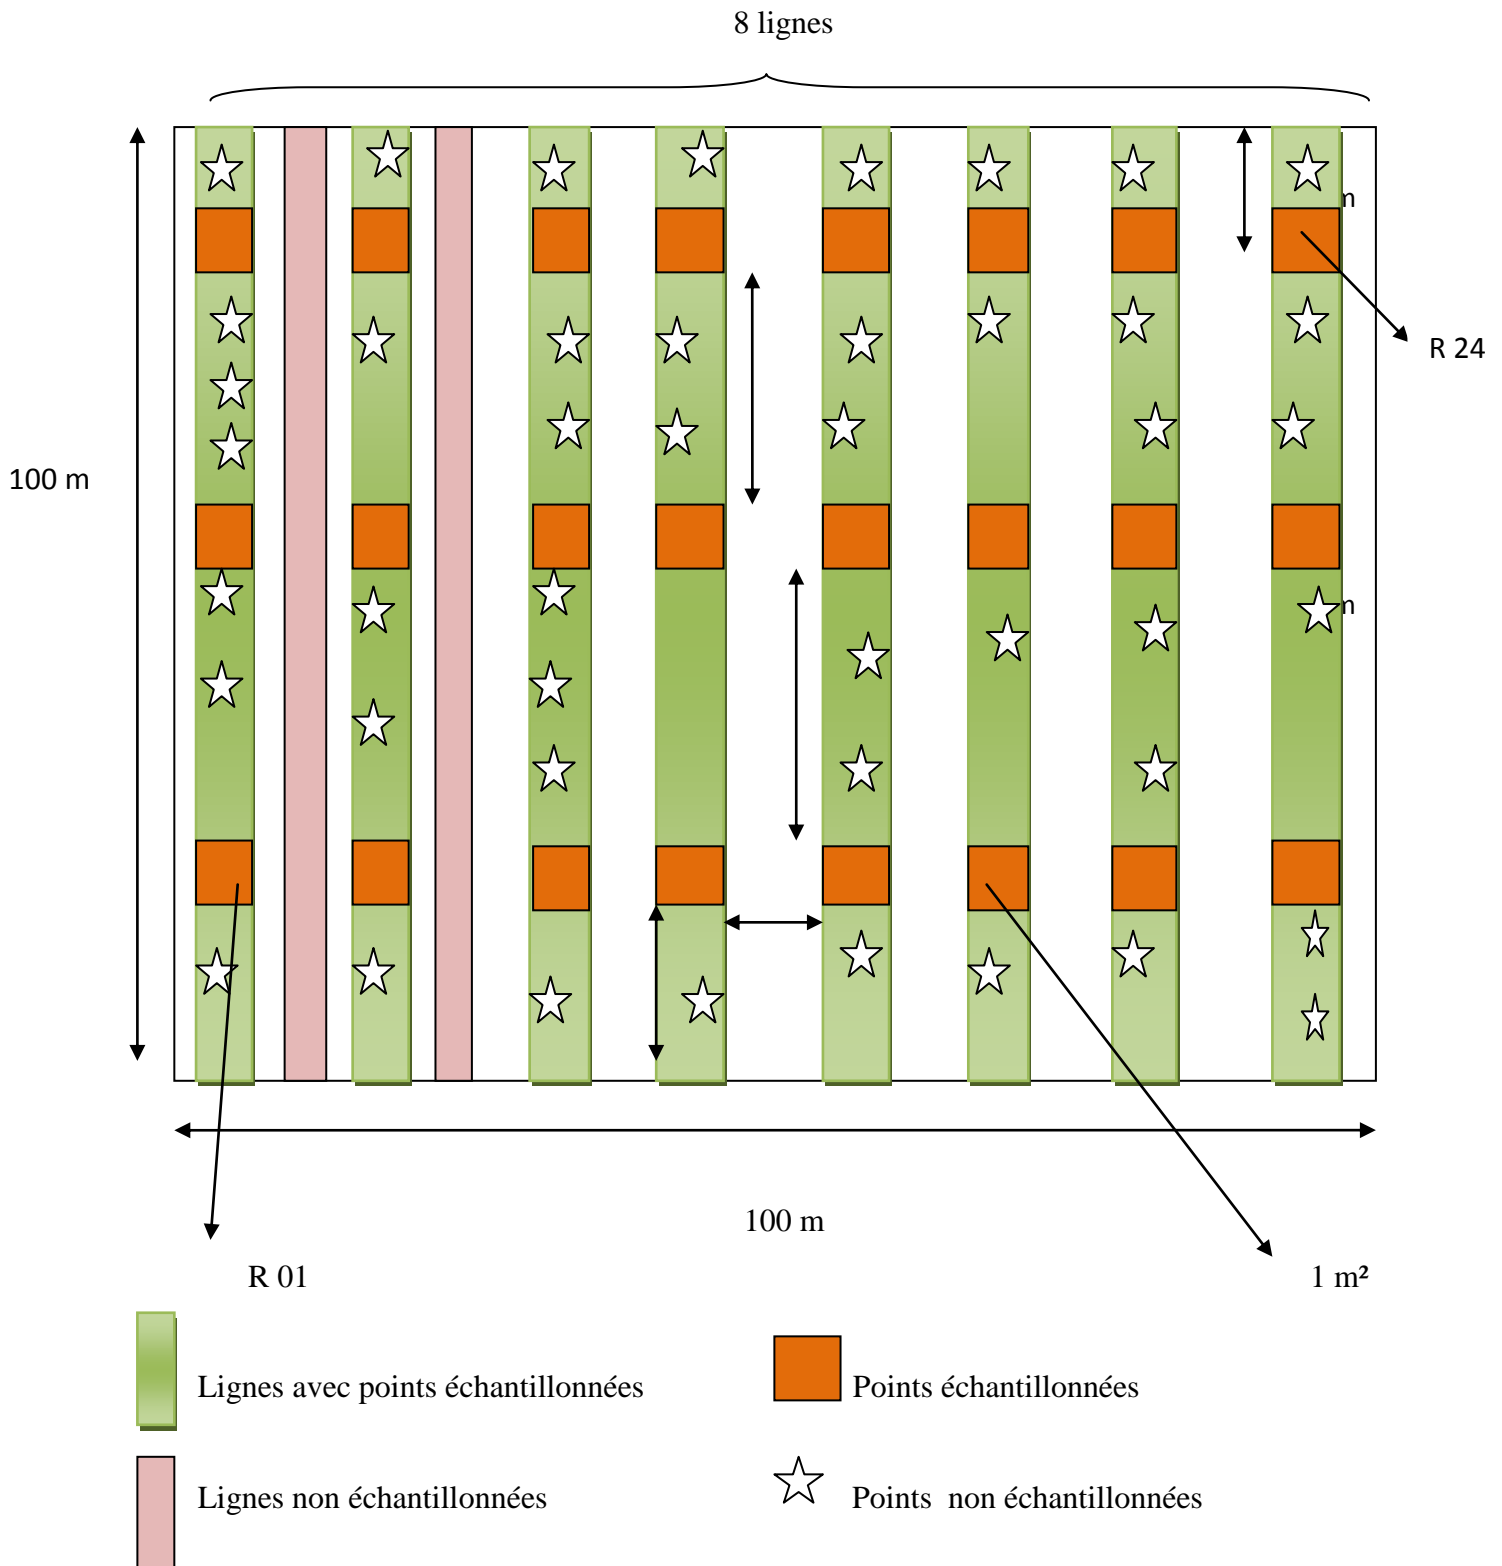 8 lignes
m
R 24
100 m
m
100 m
R 01
1 m²
Lignes avec points échantillonnées
Points échantillonnées
Lignes non échantillonnées
Points non échantillonnées